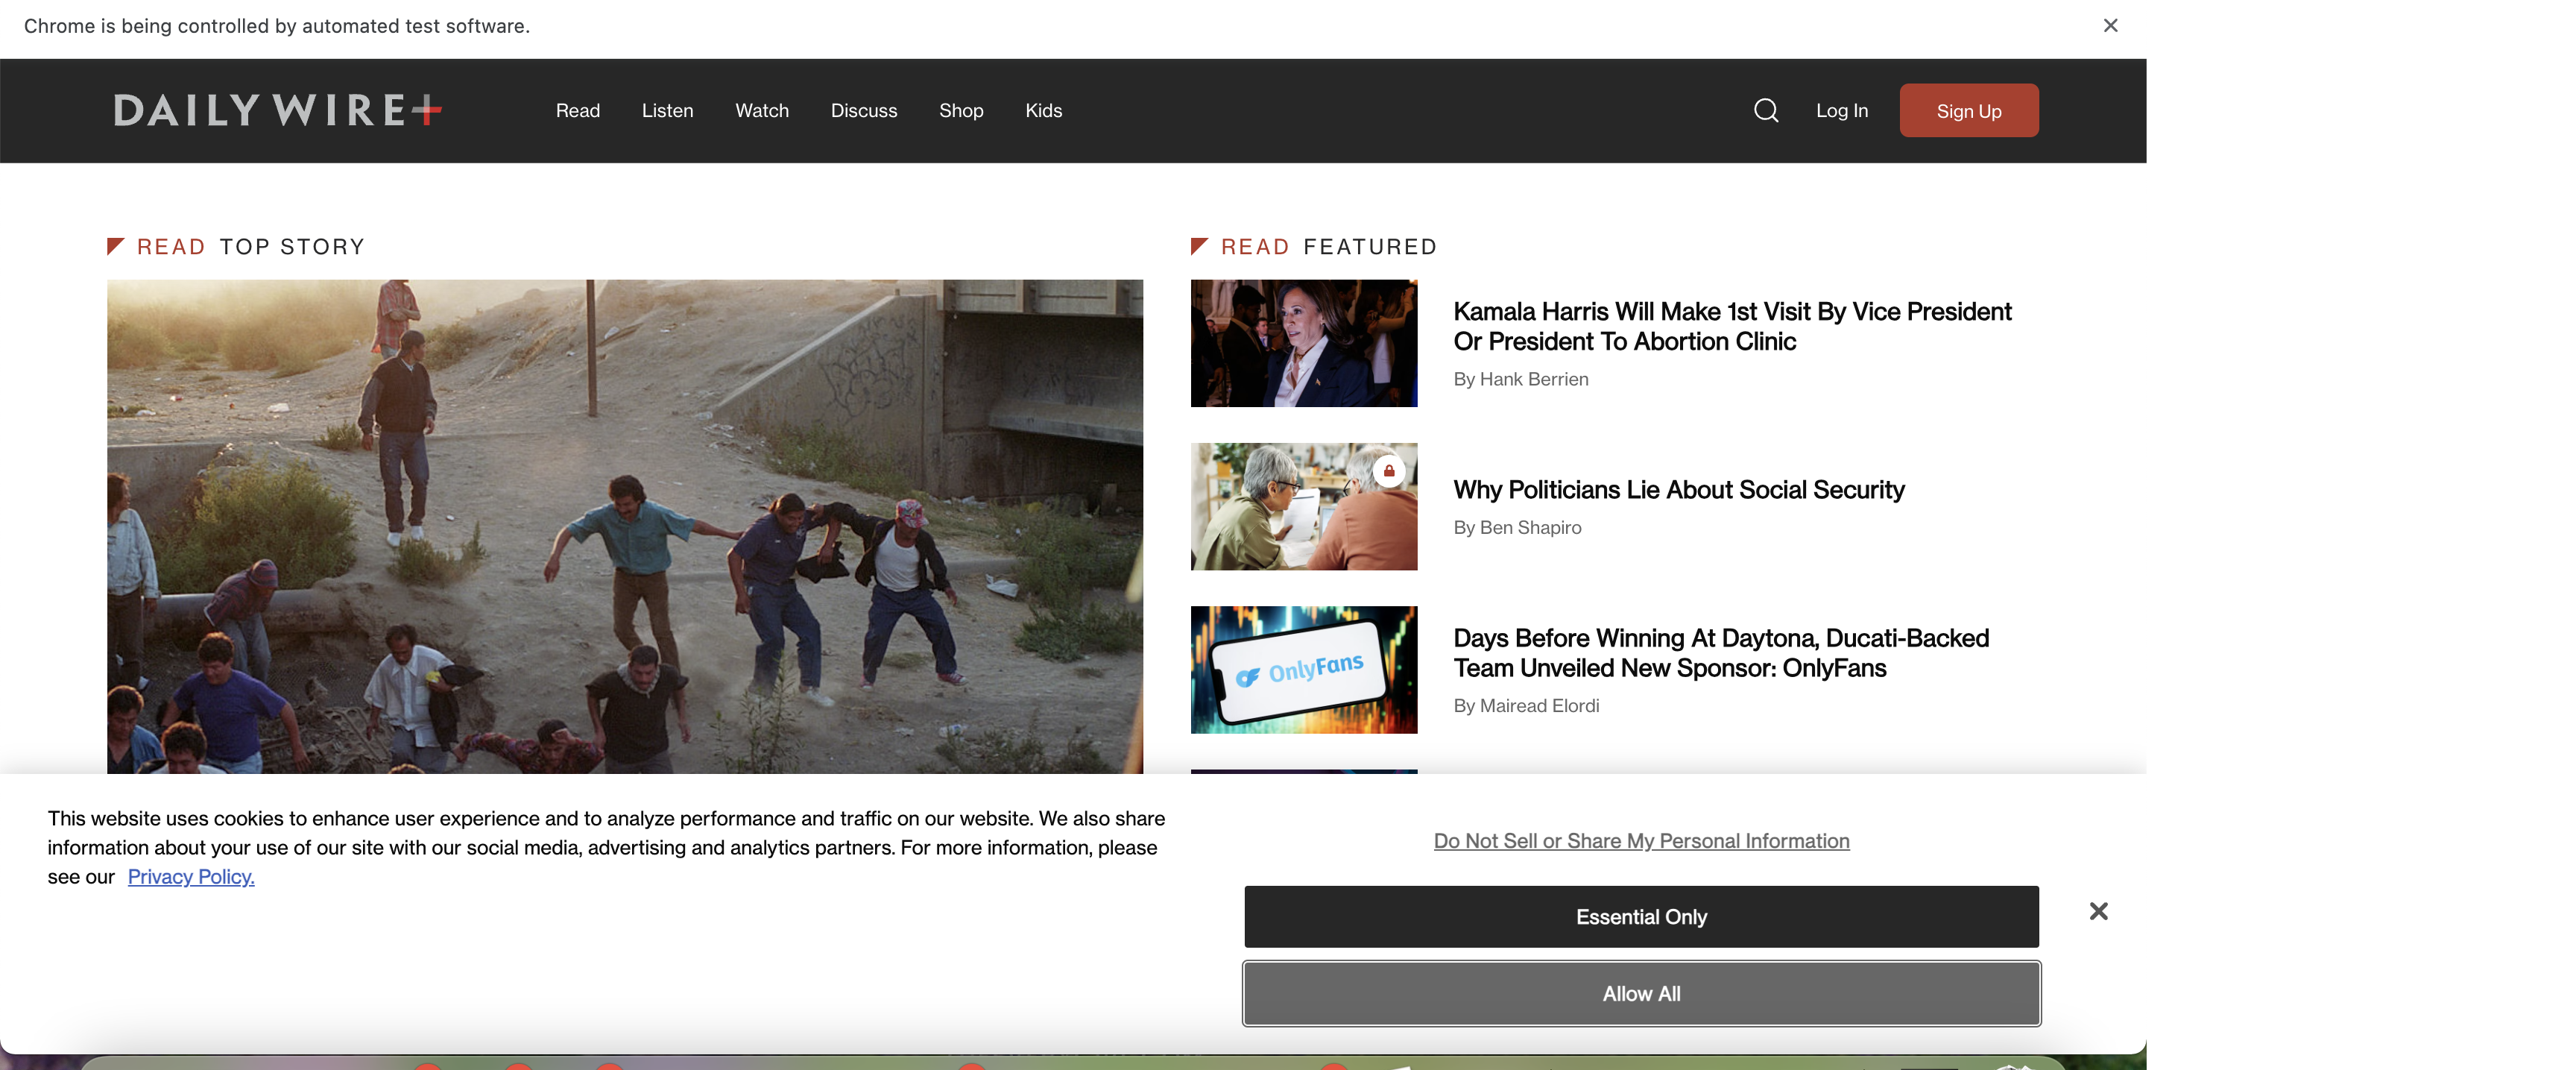 Chrome is being controlled by automated test software.
DAILY WIRE+
Read
Listen
Watch
Discuss
Shop
Kids
Log In
Sign Up
READ TOP STORY
READ FEATURED
Kamala Harris Will Make 1st Visit By Vice President
Or President To Abortion Clinic
By Hank Berrien
Why Politicians Lie About Social Security
By Ben Shapiro
OnlyFans
Days Before Winning At Daytona, Ducati-Backed
Team Unveiled New Sponsor: OnlyFans
By Mairead Elordi
This website uses cookies to enhance user experience and to analyze performance and traffic on our website. We also share
information about your use of our site with our social media, advertising and analytics partners. For more information, please
see our Privacy Policy.
Do Not Sell or Share My Personal Information
Essential Only
Allow All